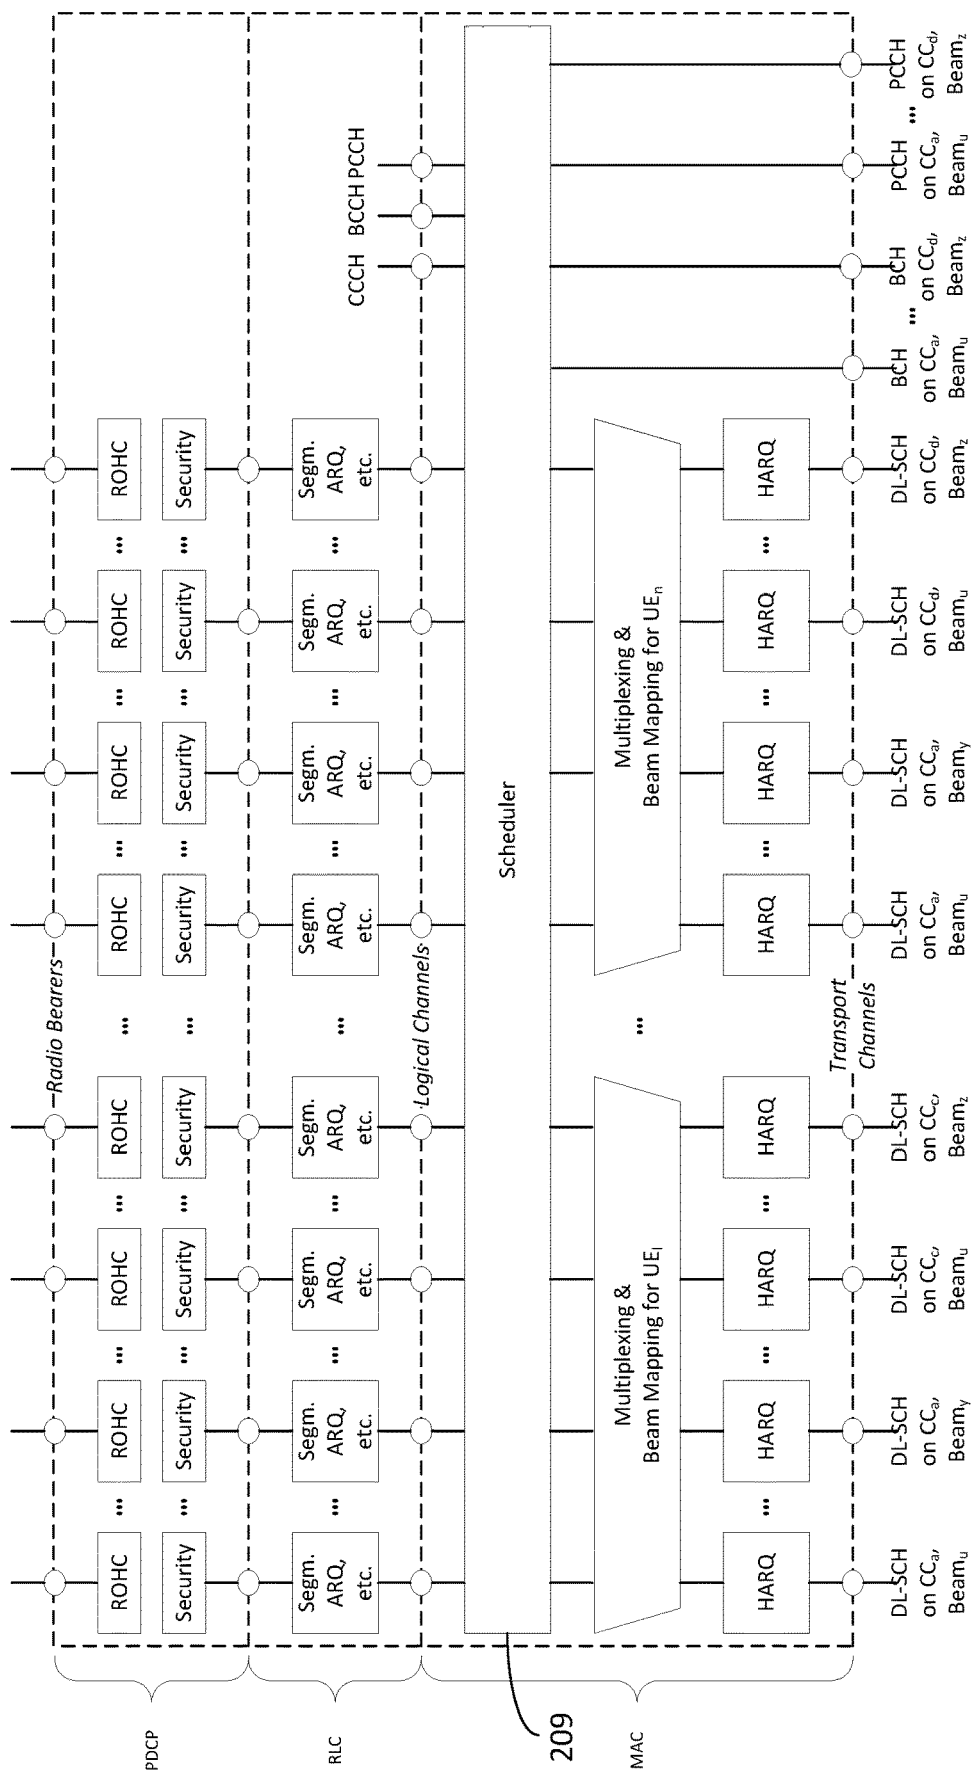 Radio Bearers
PDCP
ROHC ... ROHC ... ROHC ... ROHC ... ROHC ... ROHC ... ROHC ... ROHC
Security ... Security ... Security ... Security ... Security ... Security ... Security ... Security
RLC
Segm. ARQ, etc. ... Segm. ARQ, etc. ... Segm. ARQ, etc. ... Segm. ARQ, etc. ... Segm. ARQ, etc. ... Segm. ARQ, etc. ... Segm. ARQ, etc. ... Segm. ARQ, etc.
CCCH BCCH PCCH
Logical Channels
Scheduler
209
MAC
Multiplexing &
Beam Mapping for UEl
...
Multiplexing &
Beam Mapping for UEn
HARQ ... HARQ ... HARQ ... HARQ HARQ ... HARQ ... HARQ ... HARQ
Transport
Channels
DL-SCH
on CCa,
Beamu
DL-SCH
on CCa,
Beamy
DL-SCH
on CCc,
Beamu
DL-SCH
on CCc,
Beamz
DL-SCH
on CCa,
Beamu
DL-SCH
on CCa,
Beamy
DL-SCH
on CCd,
Beamu
DL-SCH
on CCd,
Beamz
BCH
on CCa,
Beamu
...
BCH
on CCd,
Beamz
PCCH
on CCa,
Beamu
...
PCCH
on CCd,
Beamz